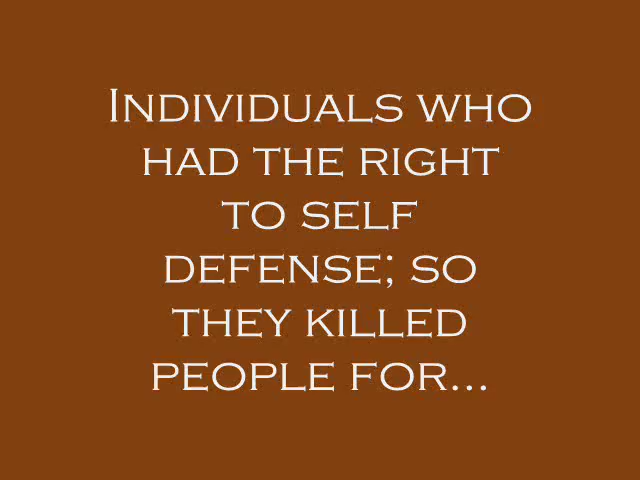 Individuals who
had the right
to self
defense; so
they killed
people for...